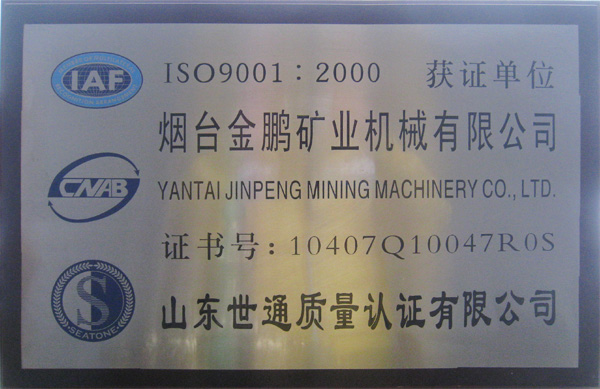 IAF
ISO9001：2000 获证单位
烟台金鹏矿业机械有限公司
CNAB
YANTAI JINPENG MINING MACHINERY CO., LTD.
证书号：10407Q10047R0S
S
SEATONE
山东世通质量认证有限公司